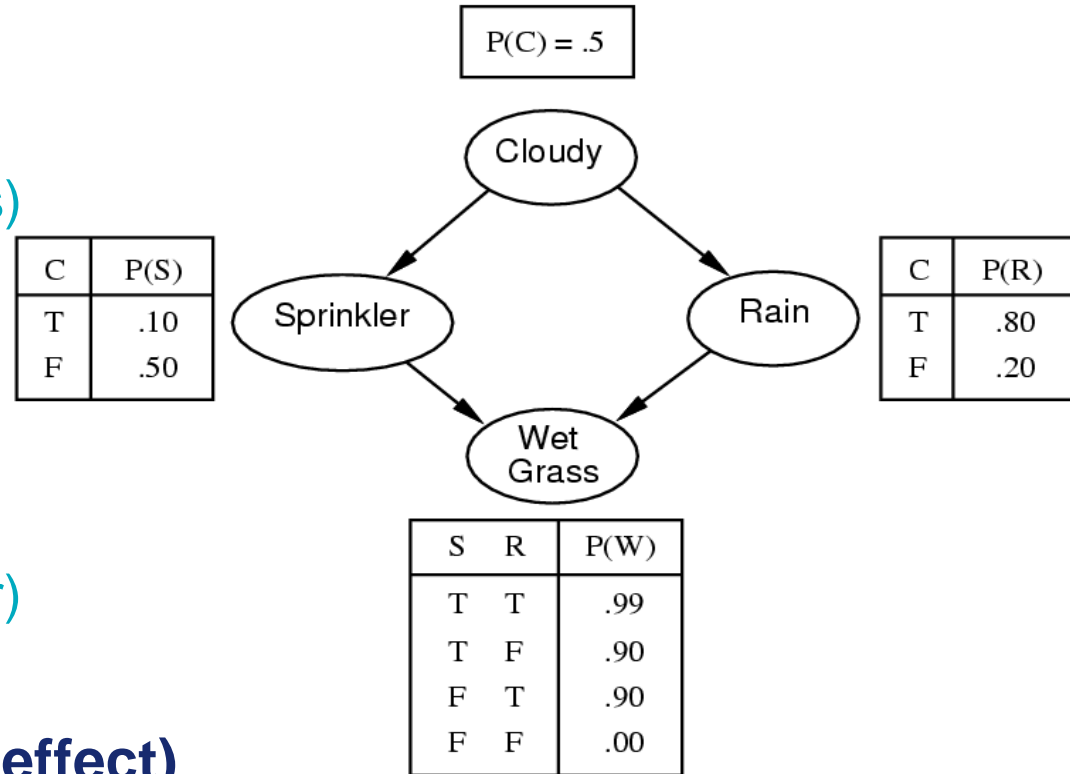 P(C) = .5
Cloudy
s)
C P(S)
T .10
F .50
Sprinkler
Rain
C P(R)
T .80
F .20
Wet
Grass
S R P(W)
T T .99
T F .90
F T .90
F F .00
r)
effect)